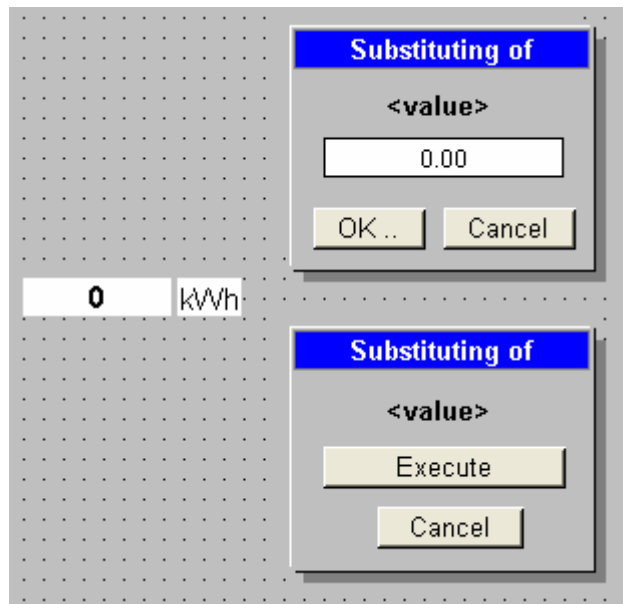 Substituting of
<value>
0.00
OK .. Cancel
0 kWh
Substituting of
<value>
Execute
Cancel